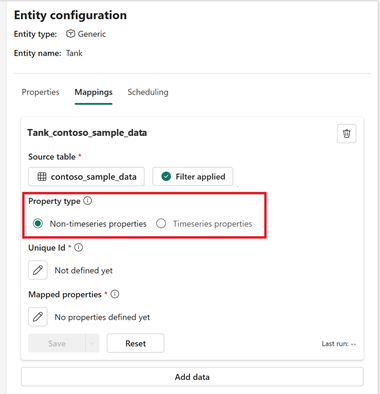 Entity configuration
Entity type: Generic
Entity name: Tank
Properties Mappings Scheduling
Tank_contoso_sample_data
Source table *
contoso_sample_data Filter applied
Property type
Non-timeseries properties Timeseries properties
Unique Id *
Not defined yet
Mapped properties *
No properties defined yet
Save Reset Last run: --
Add data